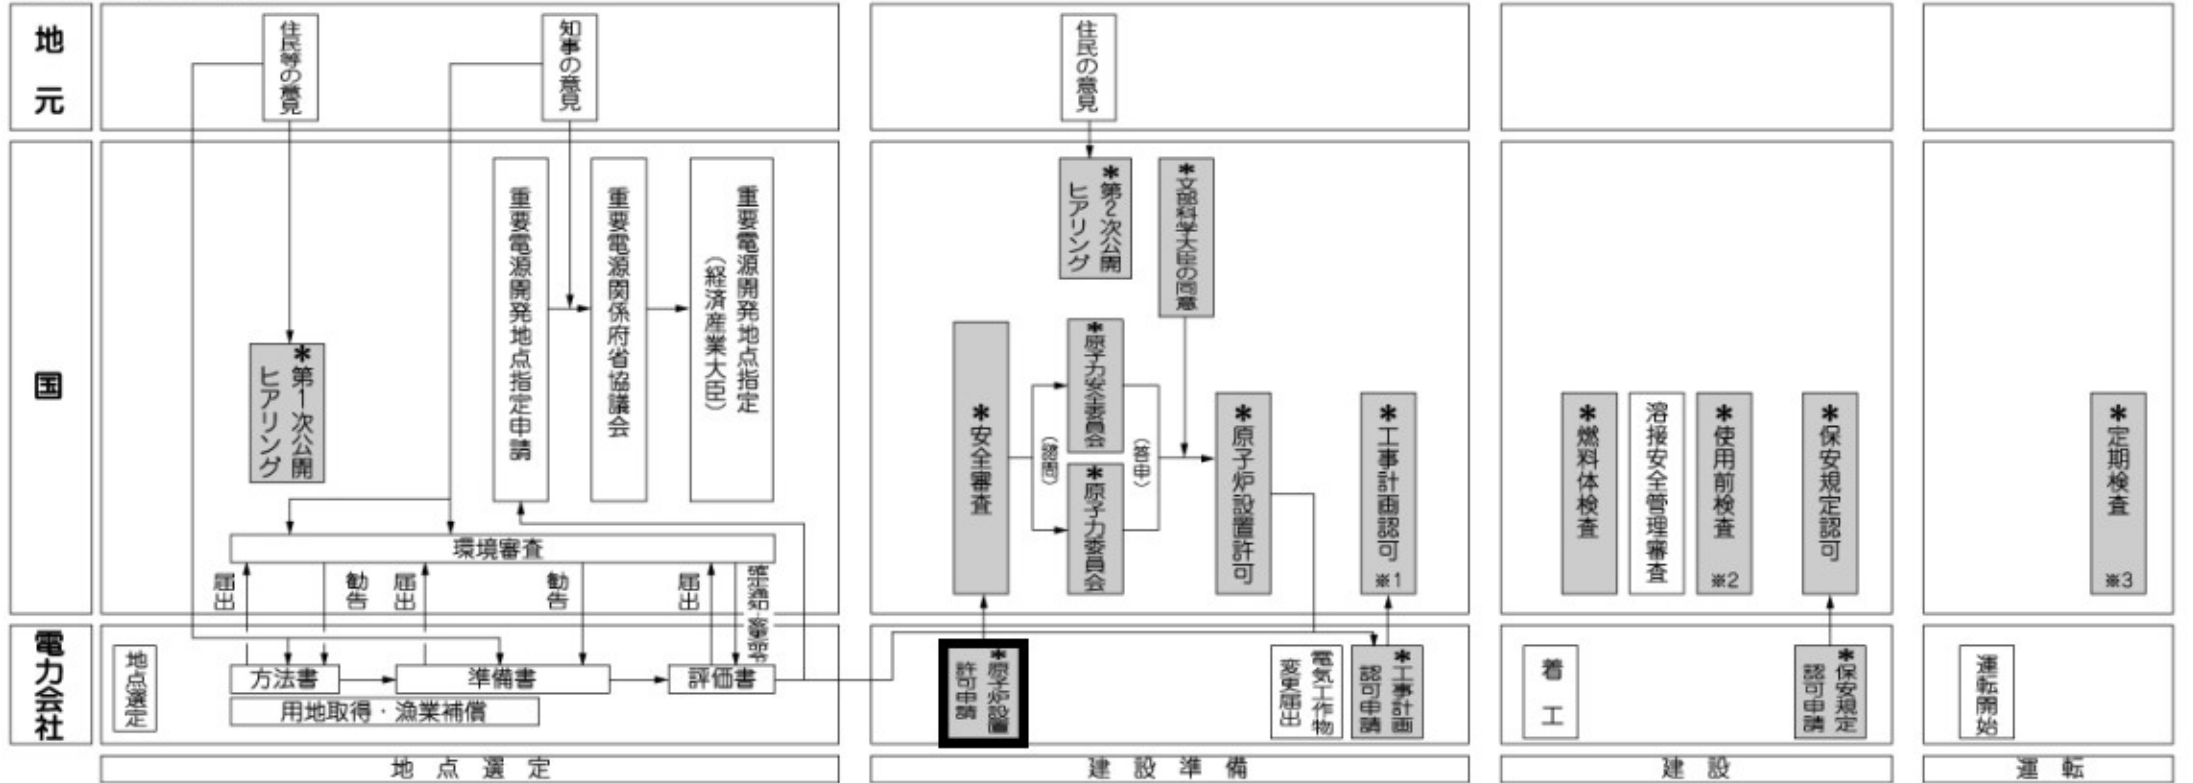 地元
住民等の意見
知事の意見
住民の意見
国
*第1次公開
ヒアリング
重要電源開発地点指定申請
重要電源関係府省協議会
重要電源開発地点指定
(経済産業大臣)
環境審査
届出
勧告
届出
勧告
届出
確定通知・変更命令
*第2次公開
ヒアリング
*文部科学大臣の同意
*安全審査
(諮問)
*原子力安全委員会
*原子力委員会
(答申)
*原子炉設置許可
*工事計画認可 ※1
*燃料体検査
溶接安全管理審査
*使用前検査 ※2
*保安規定認可
*定期検査 ※3
電力会社
地点選定
方法書
準備書
評価書
用地取得・漁業補償
*原子炉設置
許可申請
電気工作物
変更届出
*工事計画
認可申請
着工
*保安規定
認可申請
運転開始
地点選定
建設準備
建設
運転